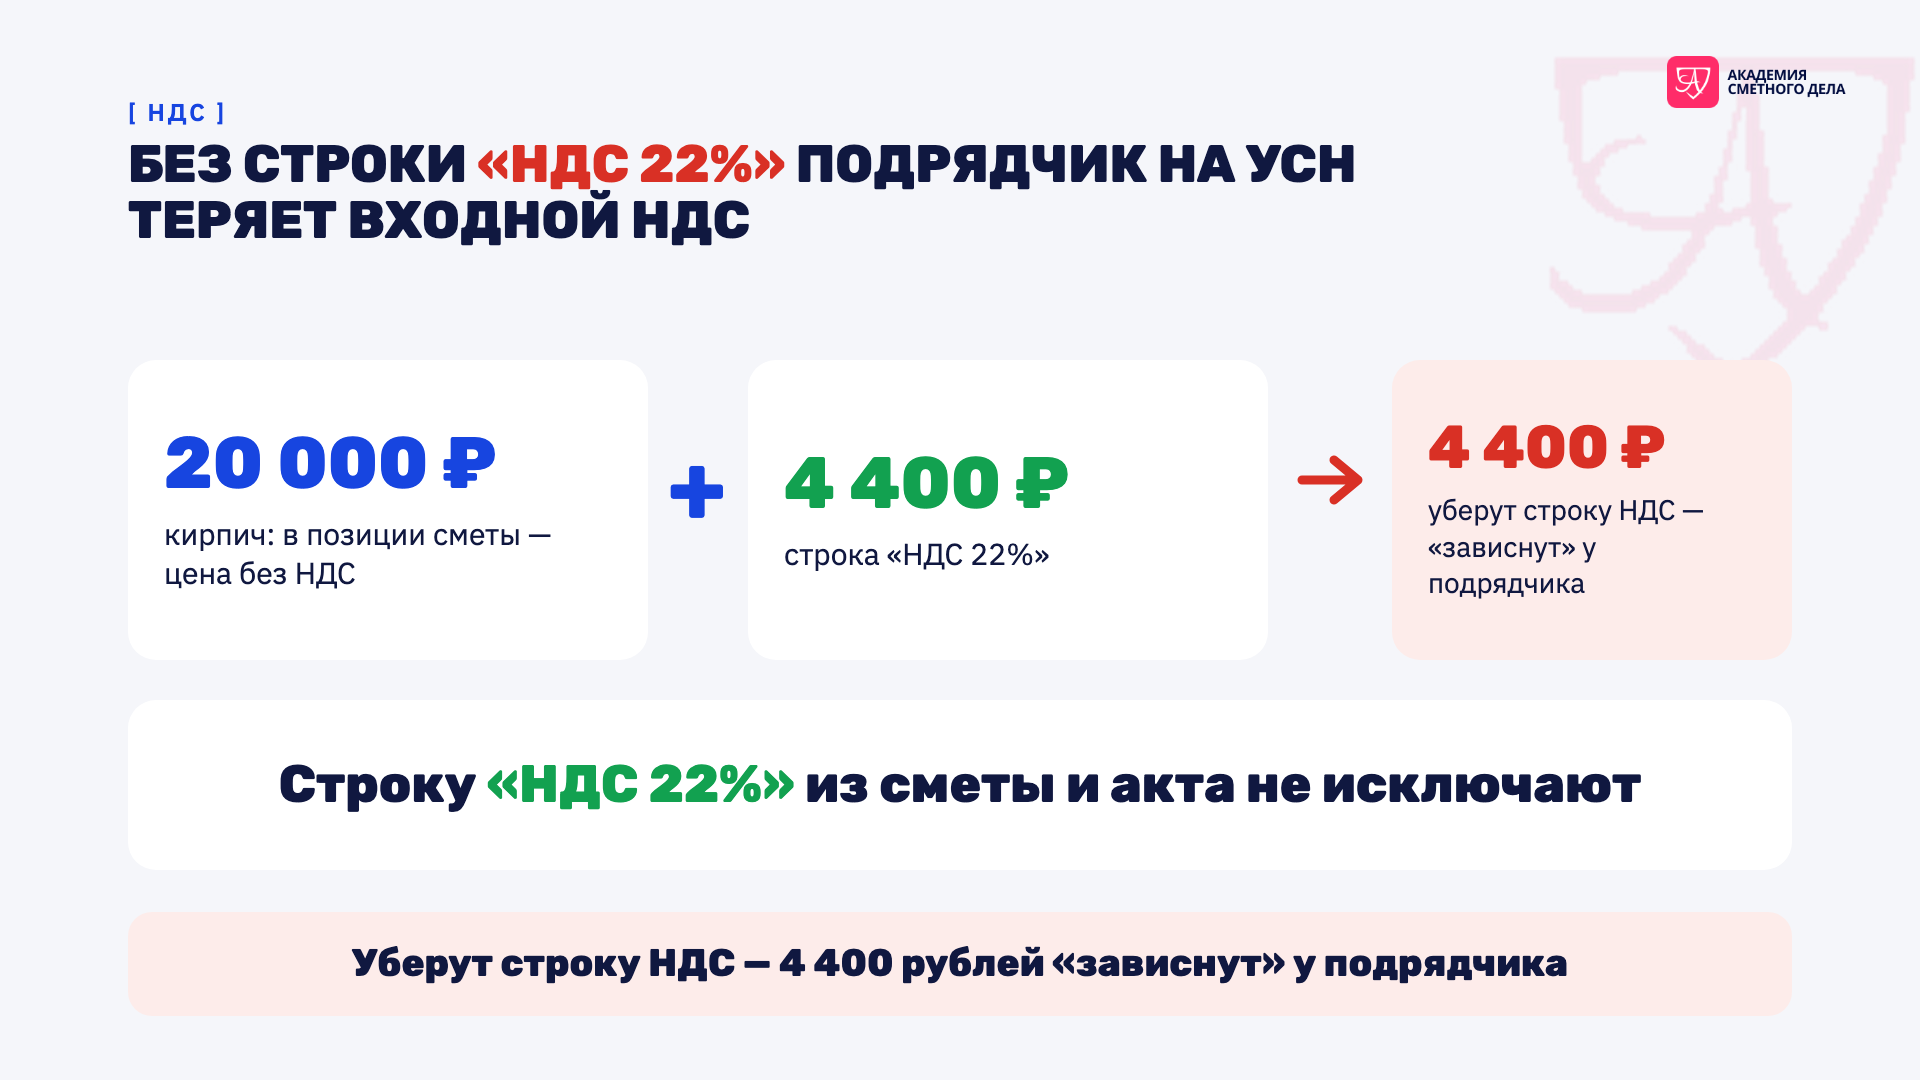 АКАДЕМИЯ
СМЕТНОГО ДЕЛА
[ НДС ]
БЕЗ СТРОКИ «НДС 22%» ПОДРЯДЧИК НА УСН
ТЕРЯЕТ ВХОДНОЙ НДС
20 000 ₽
кирпич: в позиции сметы —
цена без НДС
+
4 400 ₽
строка «НДС 22%»
→
4 400 ₽
уберут строку НДС —
«зависнут» у
подрядчика
Строку «НДС 22%» из сметы и акта не исключают
Уберут строку НДС — 4 400 рублей «зависнут» у подрядчика